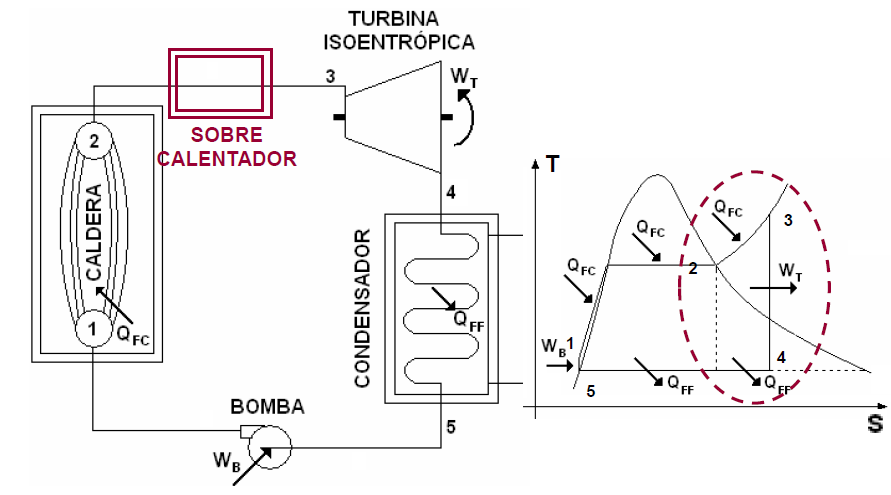 TURBINA
ISOENTRÓPICA
3
W_T
SOBRE
CALENTADOR
2
CALDERA
1
Q_FC
4
CONDENSADOR
Q_FF
BOMBA
5
W_B
T
Q_FC
3
Q_FC
Q_FC
2
W_T
W_B
1
4
5
Q_FF
Q_FF
S